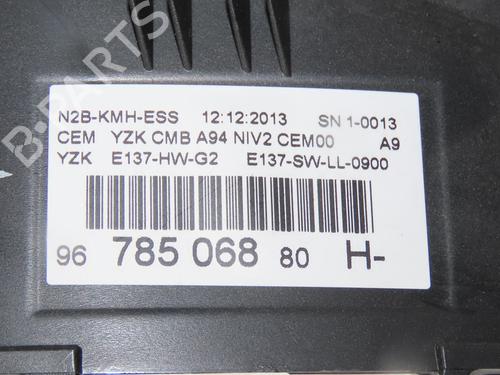 N2B-KMH-ESS 12:12:2013 SN 1-0013
CEM YZK CMB A94 NIV2 CEM00 A9
YZK E137-HW-G2 E137-SW-LL-0900
96 785 068 80 H-
B-PARTS